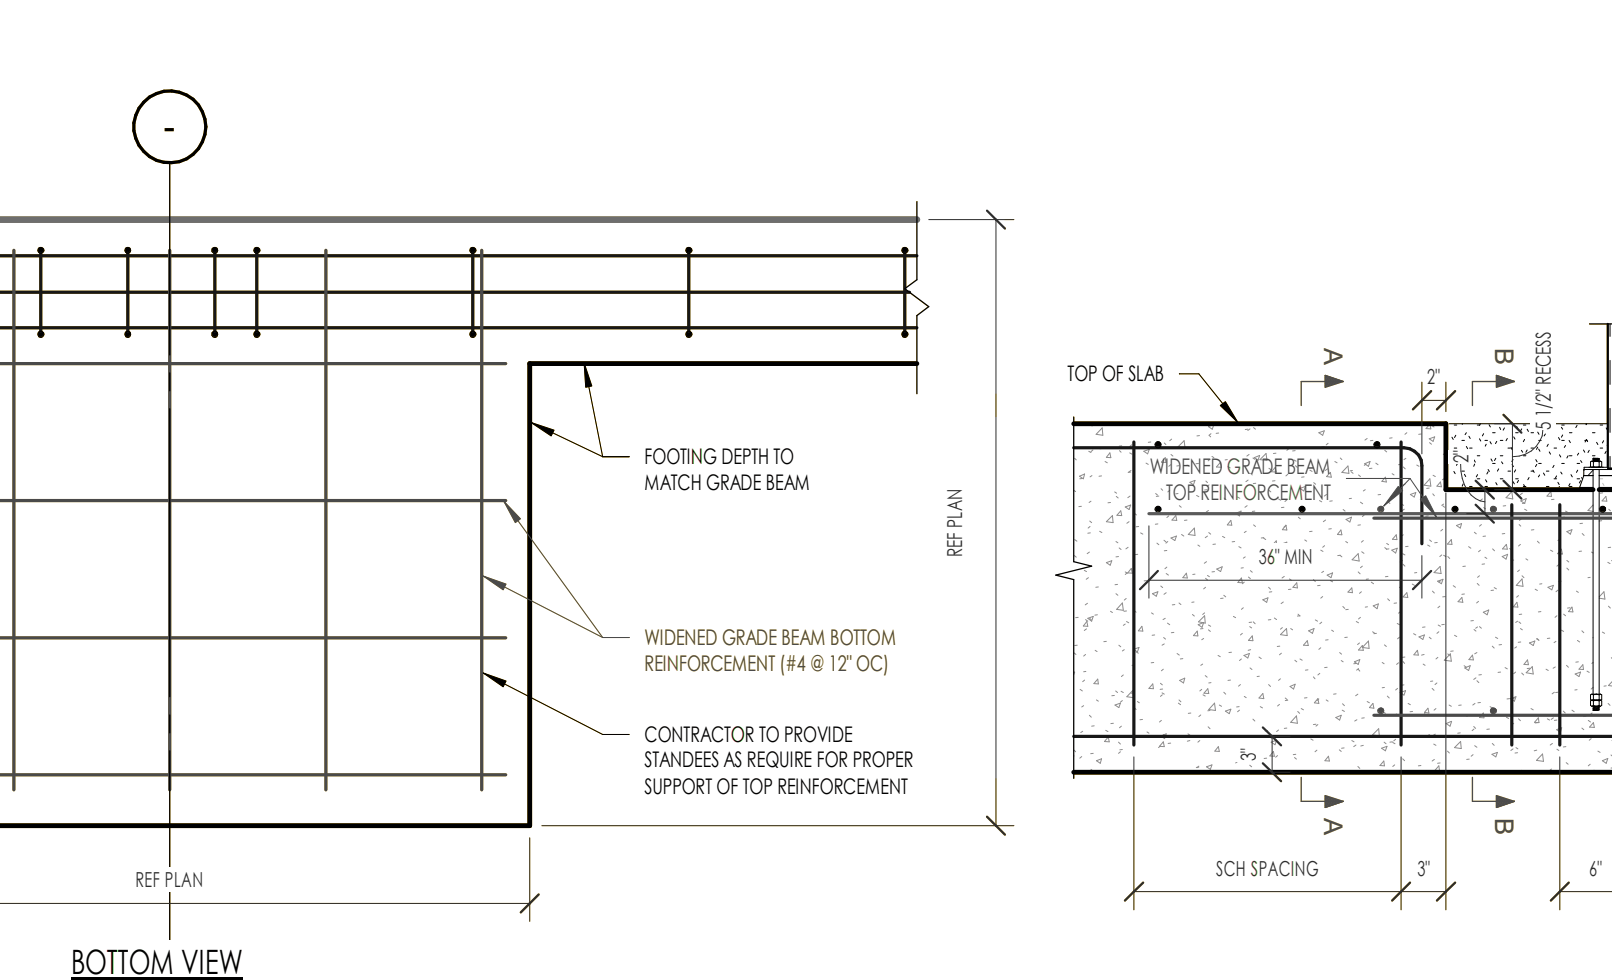 -
FOOTING DEPTH TO
MATCH GRADE BEAM
REF PLAN
WIDENED GRADE BEAM BOTTOM
REINFORCEMENT (#4 @ 12" OC)
CONTRACTOR TO PROVIDE
STANDEES AS REQUIRE FOR PROPER
SUPPORT OF TOP REINFORCEMENT
REF PLAN
BOTTOM VIEW
A
B
5 1/2" RECESS
TOP OF SLAB
2"
2"
WIDENED GRADE BEAM
TOP REINFORCEMENT
36" MIN
3"
A
B
SCH SPACING
3"
6"